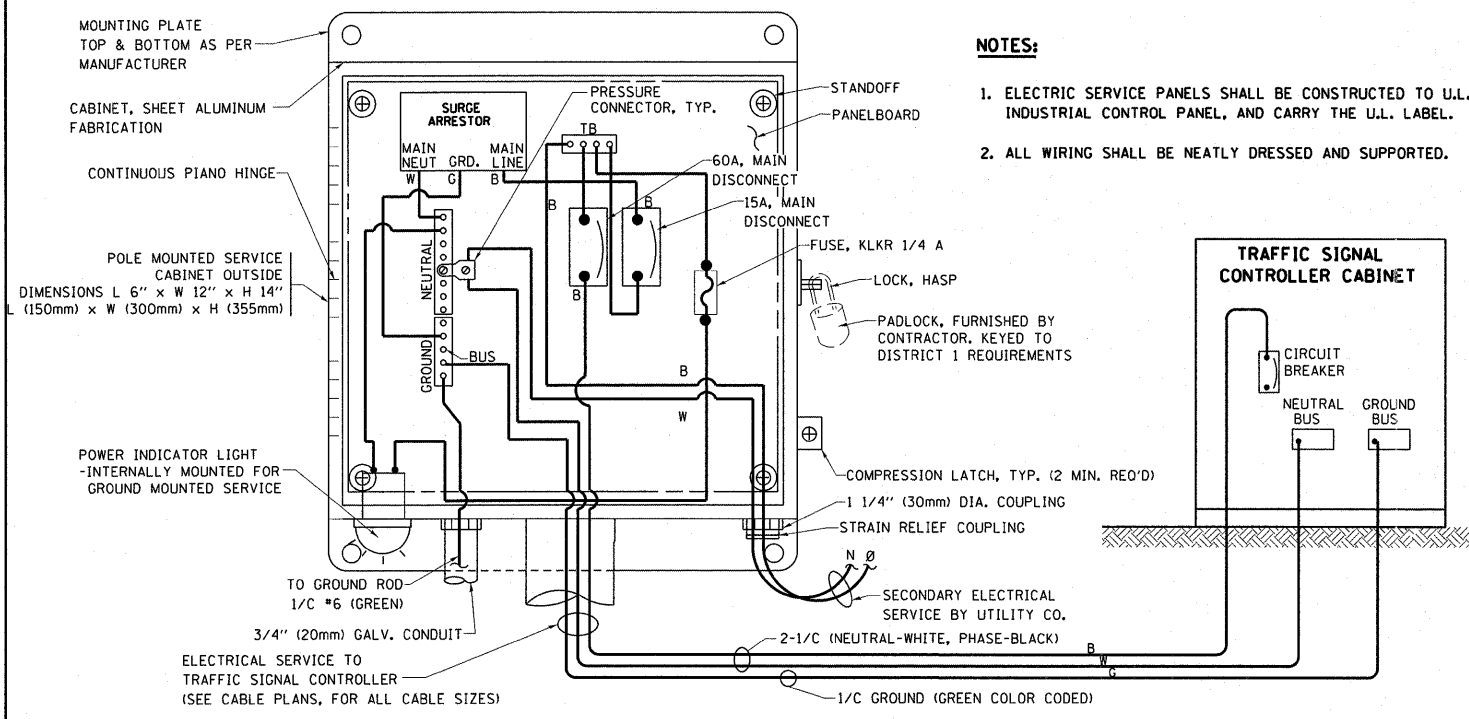 MOUNTING PLATE
TOP & BOTTOM AS PER
MANUFACTURER
CABINET, SHEET ALUMINUM
FABRICATION
CONTINUOUS PIANO HINGE
POLE MOUNTED SERVICE
CABINET OUTSIDE
DIMENSIONS L 6" x W 12" x H 14"
L (150mm) x W (300mm) x H (355mm)
POWER INDICATOR LIGHT
-INTERNALLY MOUNTED FOR
GROUND MOUNTED SERVICE
SURGE
ARRESTOR
MAIN
NEUT
GRD.
MAIN
LINE
W
G
B
PRESSURE
CONNECTOR, TYP.
TB
NEUTRAL
GROUND
BUS
B
B
B
B
W
STANDOFF
PANELBOARD
60A, MAIN
DISCONNECT
15A, MAIN
DISCONNECT
FUSE, KLKR 1/4 A
LOCK, HASP
PADLOCK, FURNISHED BY
CONTRACTOR, KEYED TO
DISTRICT 1 REQUIREMENTS
COMPRESSION LATCH, TYP. (2 MIN. REQ'D)
1 1/4" (30mm) DIA. COUPLING
STRAIN RELIEF COUPLING
N Ø
SECONDARY ELECTRICAL
SERVICE BY UTILITY CO.
TO GROUND ROD
1/C #6 (GREEN)
3/4" (20mm) GALV. CONDUIT
ELECTRICAL SERVICE TO
TRAFFIC SIGNAL CONTROLLER
(SEE CABLE PLANS, FOR ALL CABLE SIZES)
2-1/C (NEUTRAL-WHITE, PHASE-BLACK)
B
W
G
1/C GROUND (GREEN COLOR CODED)
NOTES:
1. ELECTRIC SERVICE PANELS SHALL BE CONSTRUCTED TO U.L.
INDUSTRIAL CONTROL PANEL, AND CARRY THE U.L. LABEL.
2. ALL WIRING SHALL BE NEATLY DRESSED AND SUPPORTED.
TRAFFIC SIGNAL
CONTROLLER CABINET
CIRCUIT
BREAKER
NEUTRAL
BUS
GROUND
BUS